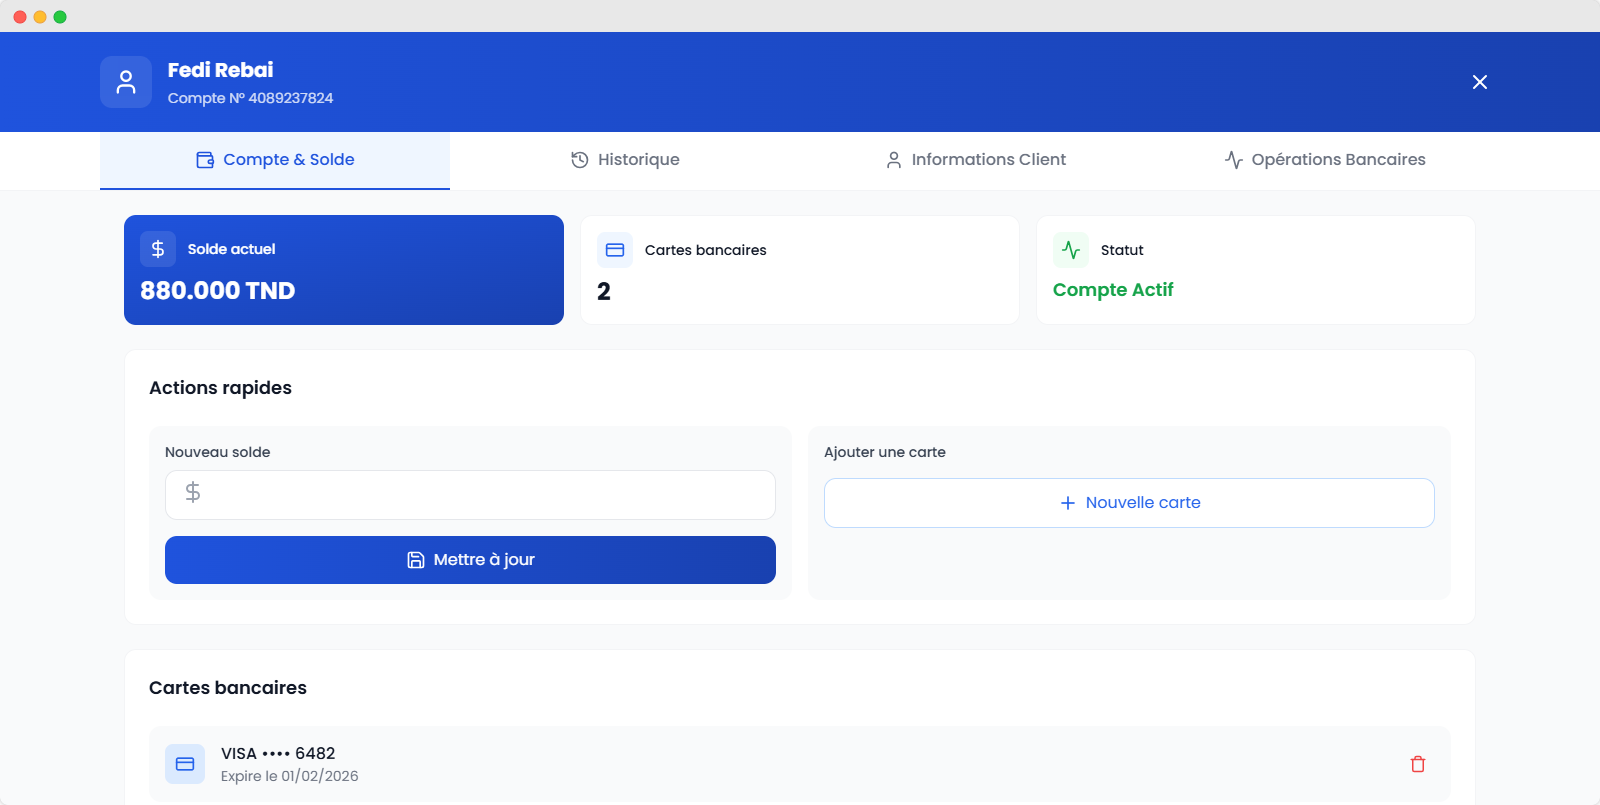 Fedi Rebai
Compte N° 4089237824
Compte & Solde
Historique
Informations Client
Opérations Bancaires
Solde actuel
880.000 TND
Cartes bancaires
2
Statut
Compte Actif
Actions rapides
Nouveau solde
Mettre à jour
Ajouter une carte
Nouvelle carte
Cartes bancaires
VISA •••• 6482
Expire le 01/02/2026